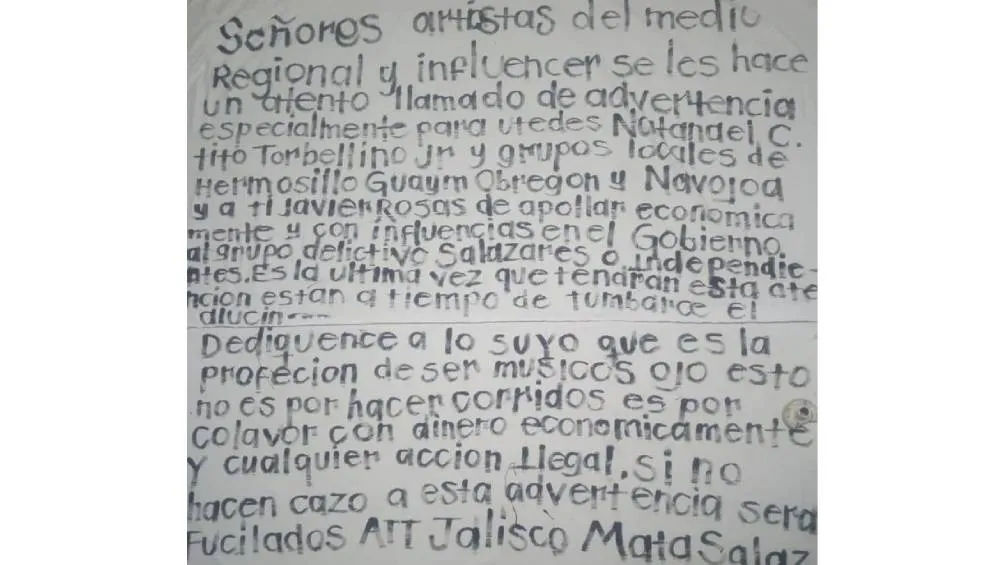 Señores artistas del medio
Regional y influencer se les hace
un atento llamado de advertencia
especialmente para utedes Natandel C.
tito Torbellino Jr y grupos locales de
Hermosillo Guaym Obregon y Navojoa
y a ti Javier Rosas de apollar economica
mente y con influencias en el Gobierno.
al grupo delictivo Salazares o independie-
ntes. Es la ultima vez que tendran esta ate
ncion estan a tiempo de tumbarce el
alucin----
Dediquence a lo suyo que es la
profecion de ser musicos ojo esto
no es por hacer corridos es por
colavor con dinero economicamente
y cualquier accion ilegal. si no
hacen cazo a esta advertencia sera
Fucilados ATT Jalisco Mata Salaz